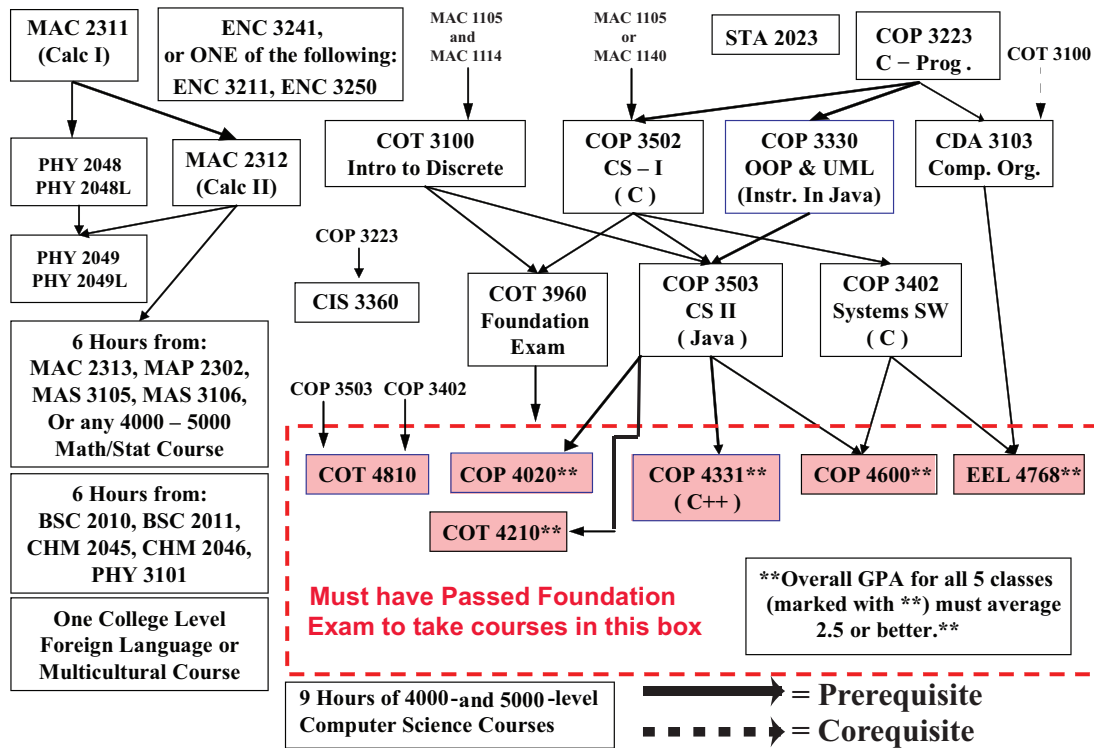 MAC 2311
(Calc I)
ENC 3241,
or ONE of the following:
ENC 3211, ENC 3250
MAC 1105
and
MAC 1114
MAC 1105
or
MAC 1140
STA 2023
COP 3223
C – Prog .
COT 3100
PHY 2048
PHY 2048L
MAC 2312
(Calc II)
COT 3100
Intro to Discrete
COP 3502
CS – I
( C )
COP 3330
OOP & UML
(Instr. In Java)
CDA 3103
Comp. Org.
PHY 2049
PHY 2049L
COP 3223
CIS 3360
COT 3960
Foundation
Exam
COP 3503
CS II
( Java )
COP 3402
Systems SW
( C )
6 Hours from:
MAC 2313, MAP 2302,
MAS 3105, MAS 3106,
Or any 4000 – 5000
Math/Stat Course
COP 3503
COP 3402
COT 4810
COP 4020**
COP 4331**
( C++ )
COP 4600**
EEL 4768**
COT 4210**
6 Hours from:
BSC 2010, BSC 2011,
CHM 2045, CHM 2046,
PHY 3101
Must have Passed Foundation
Exam to take courses in this box
**Overall GPA for all 5 classes
(marked with **) must average
2.5 or better.**
One College Level
Foreign Language or
Multicultural Course
9 Hours of 4000-and 5000-level
Computer Science Courses
= Prerequisite
= Corequisite